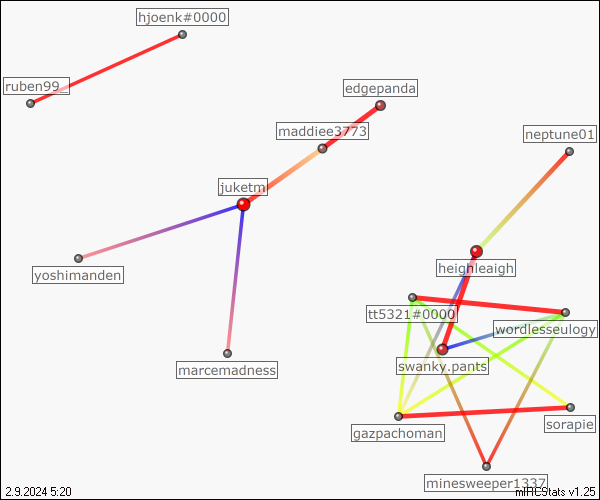 hjoenk#0000
ruben99_
edgepanda
maddiee3773
neptune01
juketm
yoshimanden
heighleaigh
tt5321#0000
wordlesseulogy
swanky.pants
marcemadness
gazpachoman
sorapie
minesweeper1337
2.9.2024 5:20
mIRCStats v1.25